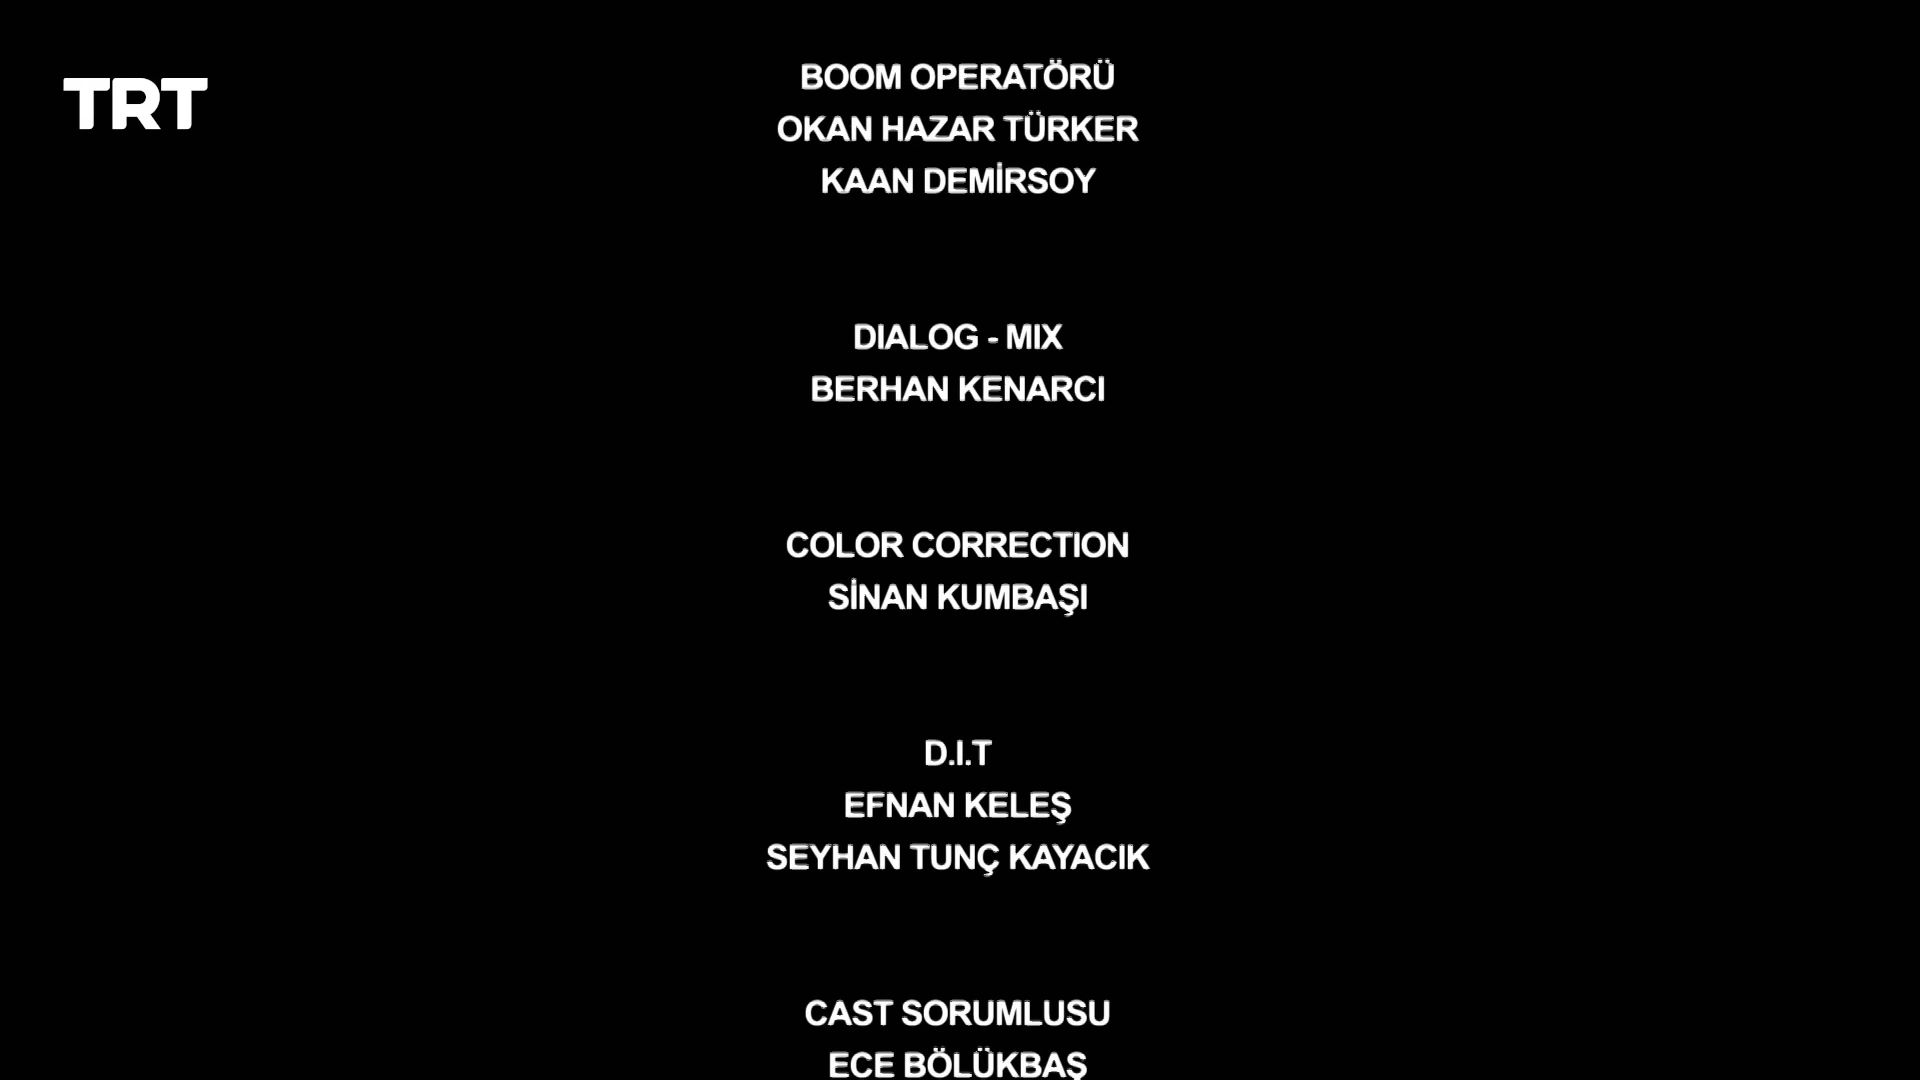 TRT
BOOM OPERATÖRÜ
OKAN HAZAR TÜRKER
KAAN DEMİRSOY
DIALOG - MIX
BERHAN KENARCI
COLOR CORRECTION
SİNAN KUMBAŞI
D.I.T
EFNAN KELEŞ
SEYHAN TUNÇ KAYACIK
CAST SORUMLUSU
ECE BÖLÜKBAŞ